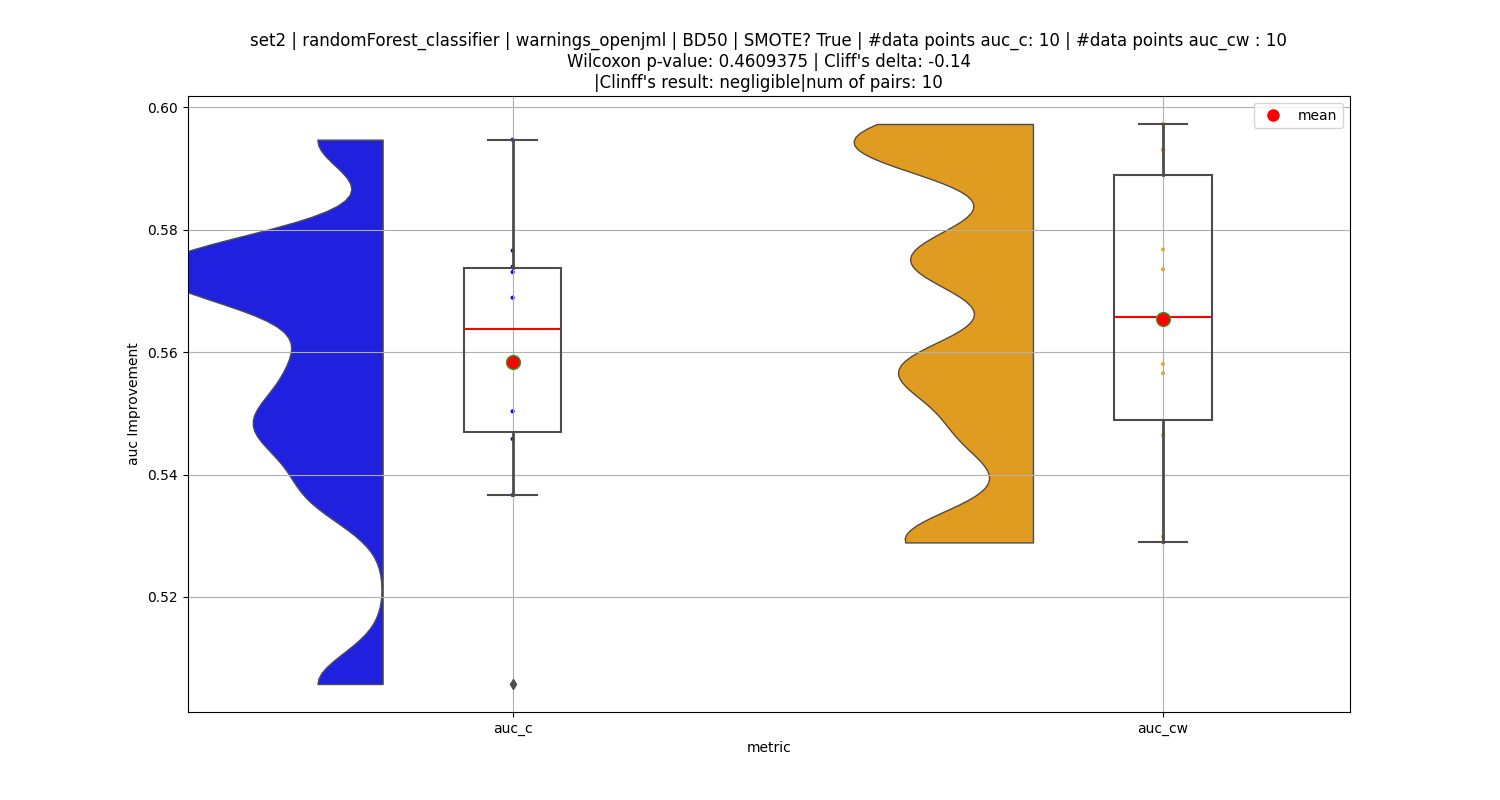 set2 | randomForest_classifier | warnings_openjml | BD50 | SMOTE? True | #data points auc_c: 10 | #data points auc_cw : 10
Wilcoxon p-value: 0.4609375 | Cliff's delta: -0.14
|Clinff's result: negligible|num of pairs: 10
mean
0.60
0.58
0.56
0.54
0.52
auc Improvement
auc_c
auc_cw
metric